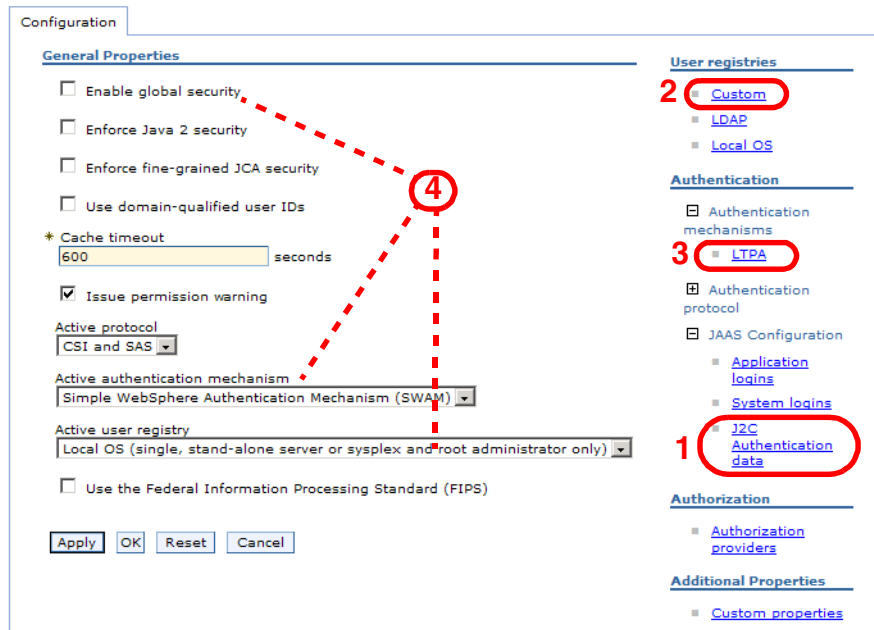 Configuration
General Properties
Enable global security
Enforce Java 2 security
Enforce fine-grained JCA security
Use domain-qualified user IDs
* Cache timeout
600 seconds
Issue permission warning
Active protocol
CSI and SAS
Active authentication mechanism
Simple WebSphere Authentication Mechanism (SWAM)
Active user registry
Local OS (single, stand-alone server or sysplex and root administrator only)
Use the Federal Information Processing Standard (FIPS)
Apply OK Reset Cancel
4
User registries
2 Custom
LDAP
Local OS
Authentication
Authentication
mechanisms
3 LTPA
Authentication
protocol
JAAS Configuration
Application
logins
System logins
J2C
1 Authentication
data
Authorization
Authorization
providers
Additional Properties
Custom properties